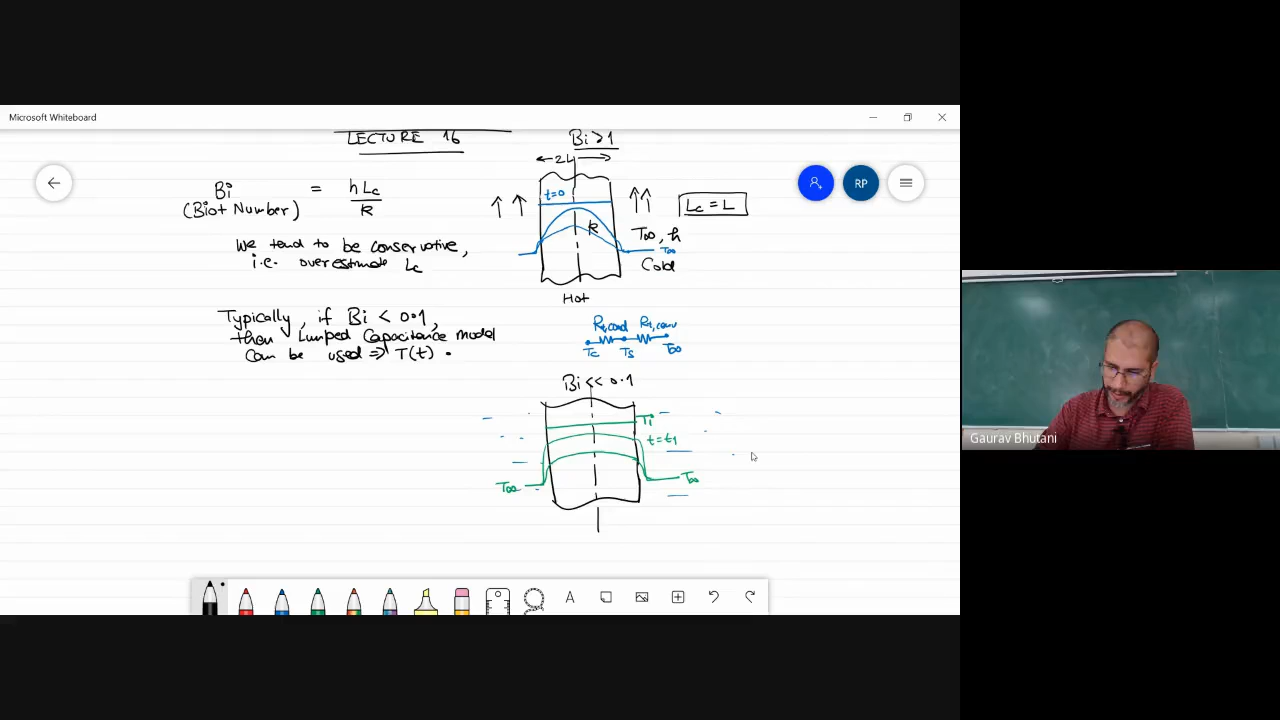 Microsoft Whiteboard
LECTURE 16
Bi > 1
2L
Bi = hLc / k
(Biot Number)
t=0
RP
Lc = L
k
T∞, h
T∞
Cold
We tend to be conservative,
i.e. overestimate Lc
Hot
Typically, if Bi < 0.1,
then Lumped Capacitance model
can be used ⇒ T(t).
Rt,cond Rt,conv
Tc Ts T∞
Bi << 0.1
Ti
t=t1
T∞ T∞
Gaurav Bhutani
A